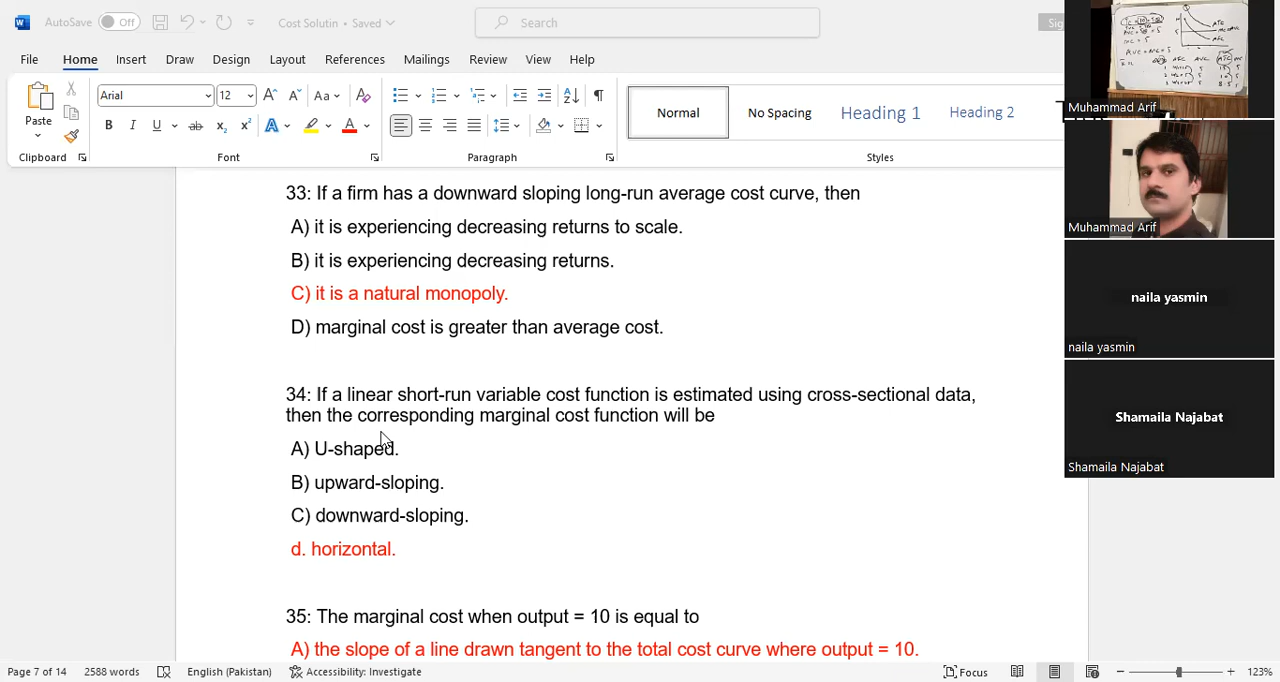 AutoSave Off Cost Solutin • Saved Search Sig
File Home Insert Draw Design Layout References Mailings Review View Help
Arial 12 Aa
Paste
B I U ab x₂ x² A A
Normal No Spacing Heading 1 Heading 2
Clipboard Font Paragraph Styles
33: If a firm has a downward sloping long-run average cost curve, then
A) it is experiencing decreasing returns to scale.
B) it is experiencing decreasing returns.
C) it is a natural monopoly.
D) marginal cost is greater than average cost.
34: If a linear short-run variable cost function is estimated using cross-sectional data,
then the corresponding marginal cost function will be
A) U-shaped.
B) upward-sloping.
C) downward-sloping.
d. horizontal.
35: The marginal cost when output = 10 is equal to
A) the slope of a line drawn tangent to the total cost curve where output = 10.
Page 7 of 14 2588 words English (Pakistan) Accessibility: Investigate Focus 123%
Muhammad Arif
Muhammad Arif
naila yasmin
naila yasmin
Shamaila Najabat
Shamaila Najabat